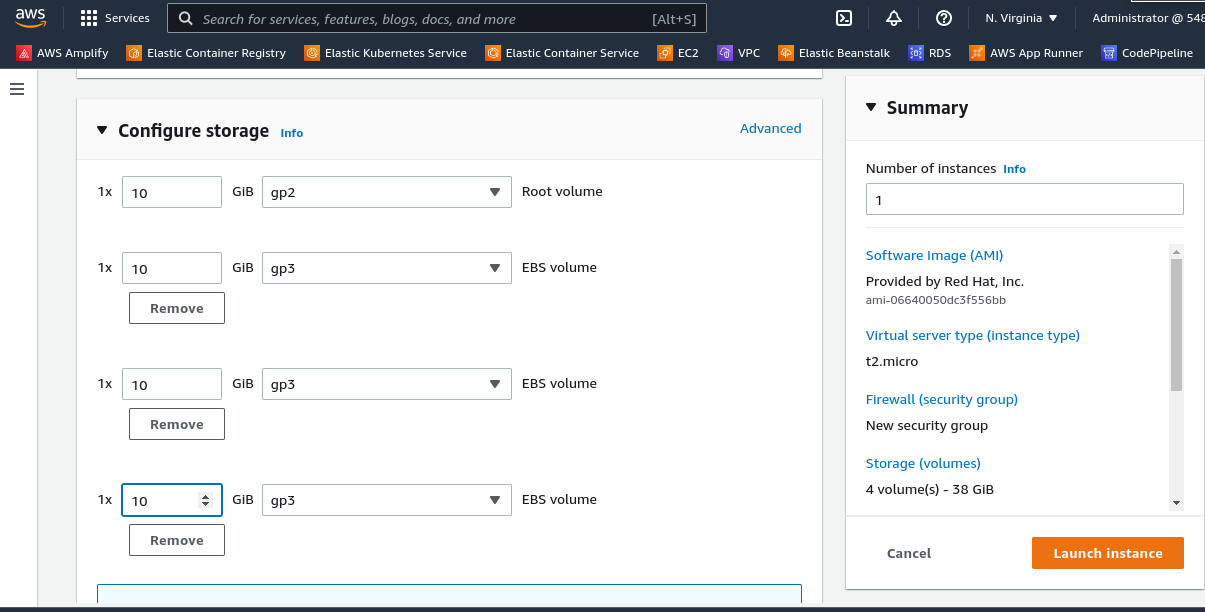 aws
Services
Search for services, features, blogs, docs, and more
[Alt+S]
N. Virginia
Administrator @ 548
AWS Amplify
Elastic Container Registry
Elastic Kubernetes Service
Elastic Container Service
EC2
VPC
Elastic Beanstalk
RDS
AWS App Runner
CodePipeline
Configure storage Info
Advanced
1x 10 GiB gp2 Root volume
1x 10 GiB gp3 EBS volume
Remove
1x 10 GiB gp3 EBS volume
Remove
1x 10 GiB gp3 EBS volume
Remove
Summary
Number of instances Info
1
Software Image (AMI)
Provided by Red Hat, Inc.
ami-06640050dc3f556bb
Virtual server type (instance type)
t2.micro
Firewall (security group)
New security group
Storage (volumes)
4 volume(s) - 38 GiB
Cancel
Launch instance